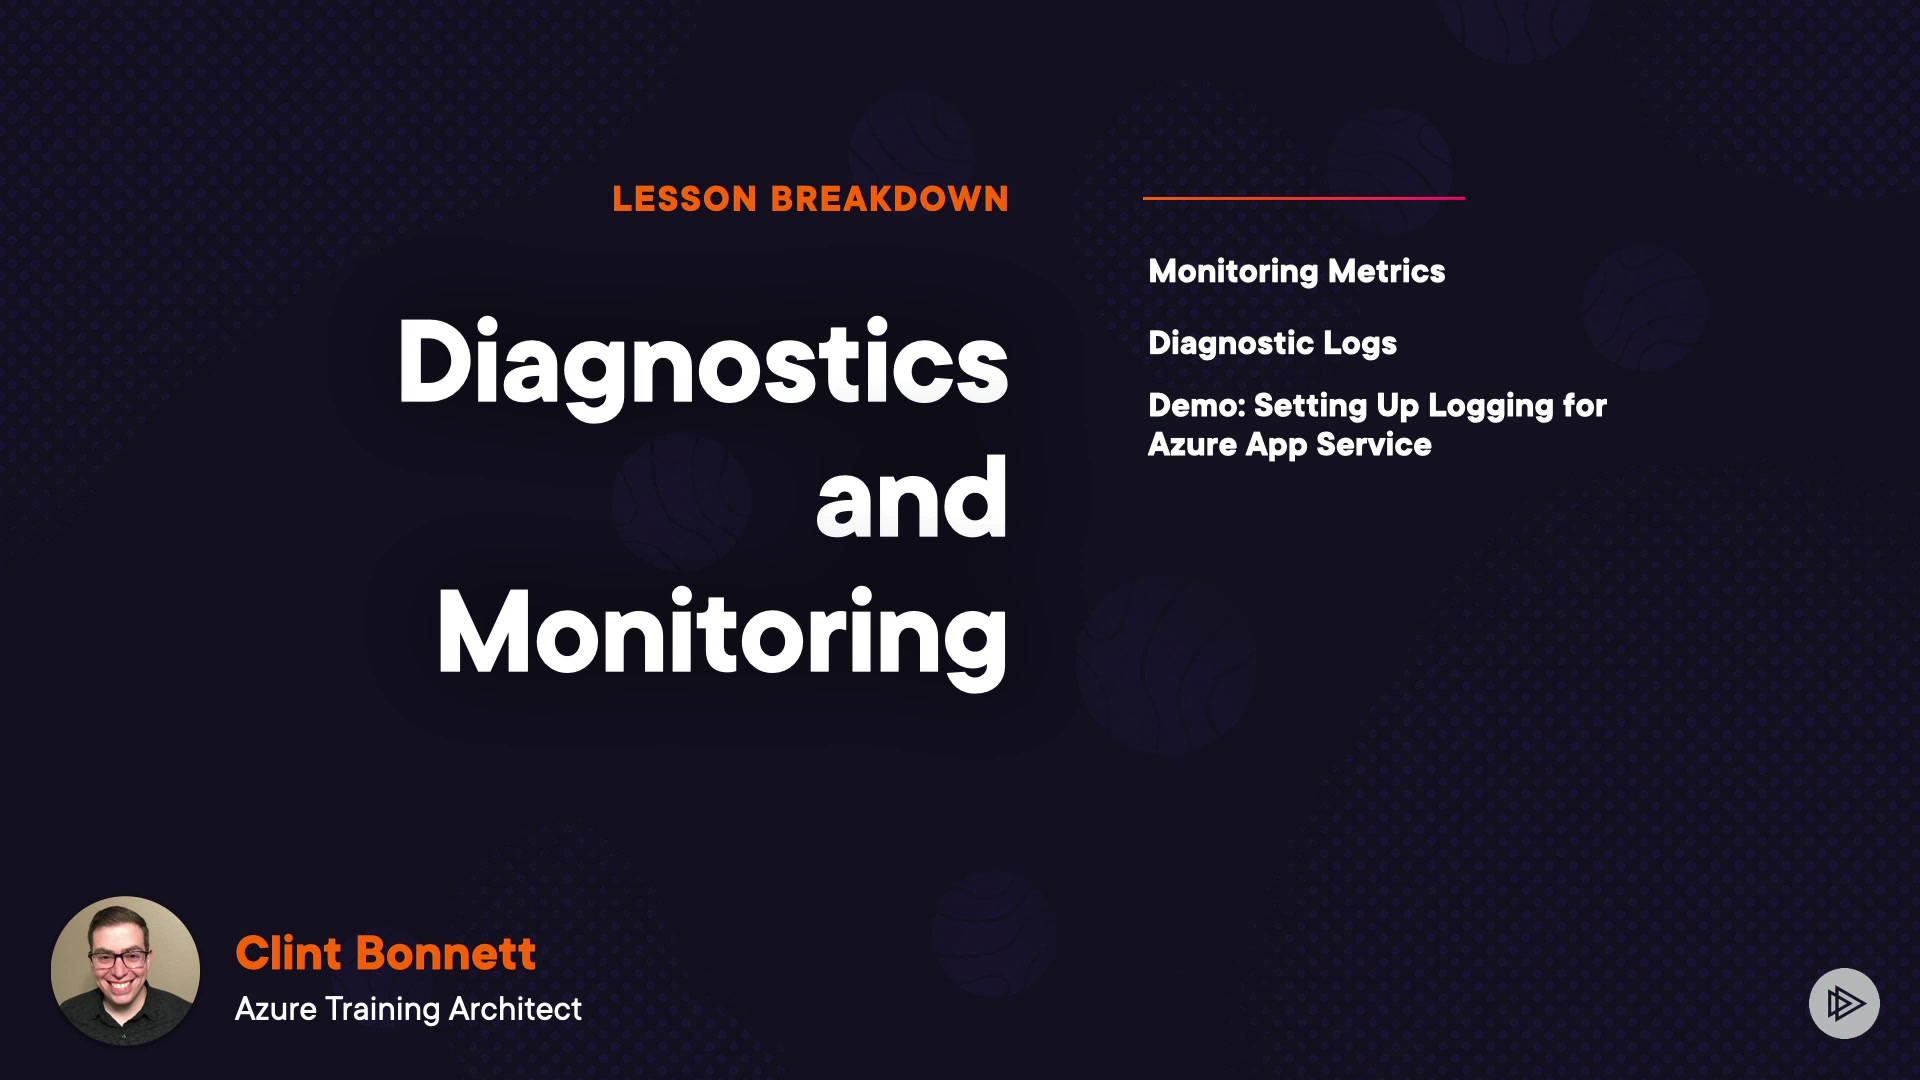 LESSON BREAKDOWN
Diagnostics
and
Monitoring
Monitoring Metrics
Diagnostic Logs
Demo: Setting Up Logging for
Azure App Service
Clint Bonnett
Azure Training Architect